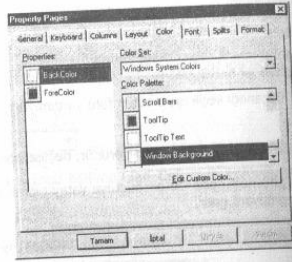 Property Pages
General Keyboard Columns Layout Color Font Splits Format
Properties:
BackColor
ForeColor
Color Set:
Windows System Colors
Color Palette:
Scroll Bars
ToolTip
ToolTip Text
Window Background
Edit Custom Color...
Tamam İptal